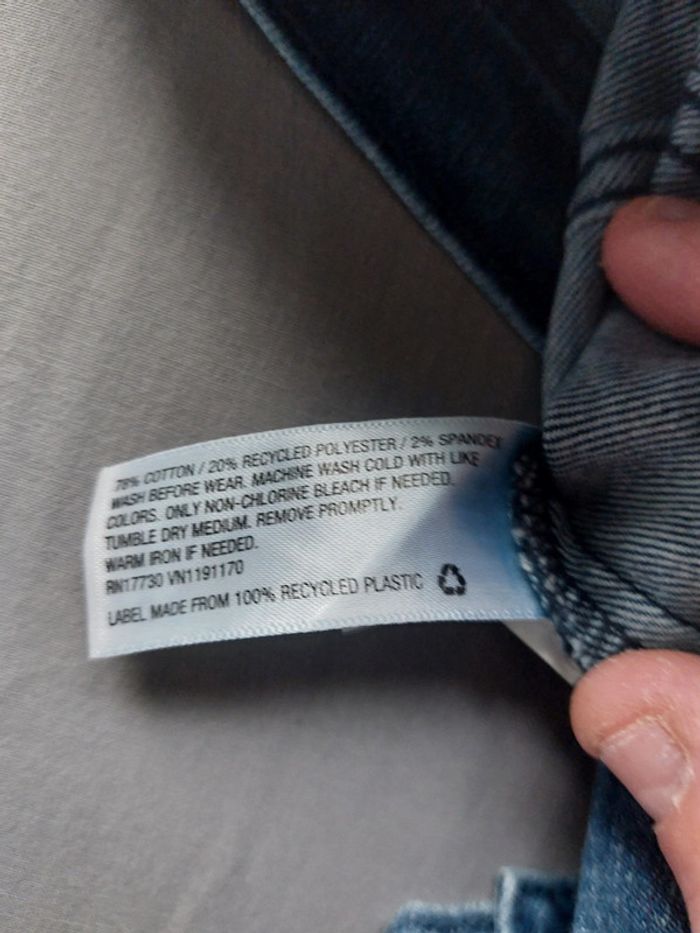 78% COTTON / 20% RECYCLED POLYESTER / 2% SPANDEX
WASH BEFORE WEAR. MACHINE WASH COLD WITH LIKE
COLORS. ONLY NON-CHLORINE BLEACH IF NEEDED.
TUMBLE DRY MEDIUM. REMOVE PROMPTLY.
WARM IRON IF NEEDED.
RN17730 VN1191170
LABEL MADE FROM 100% RECYCLED PLASTIC